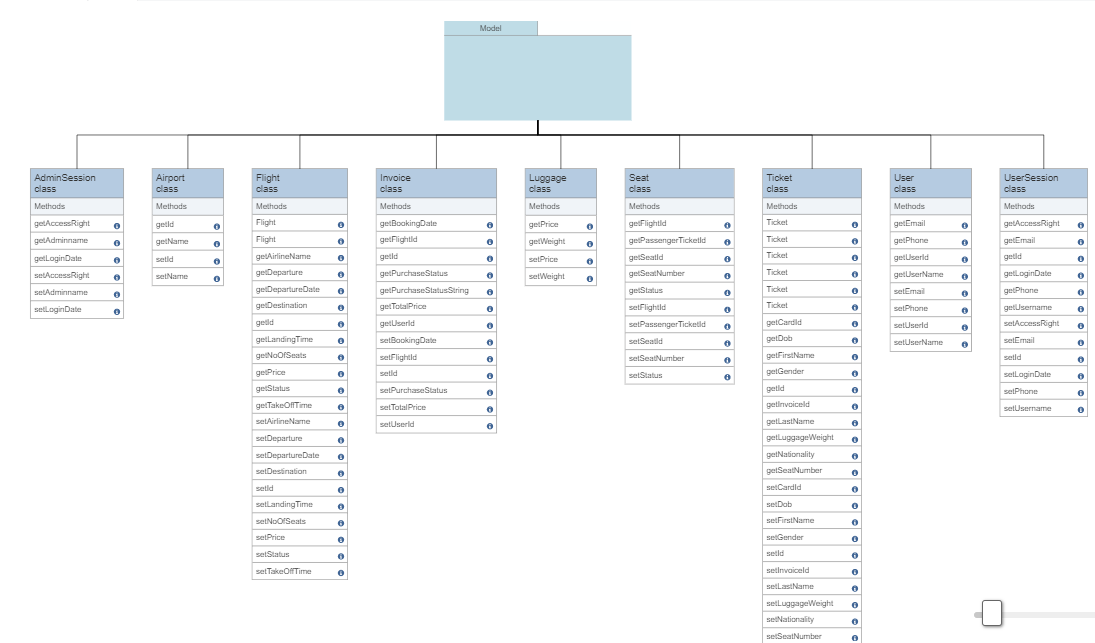 Model
AdminSession
class
Methods
getAccessRight
getAdminname
getLoginDate
setAccessRight
setAdminname
setLoginDate
Airport
class
Methods
getId
getName
setId
setName
Flight
class
Methods
Flight
Flight
getAirlineName
getDeparture
getDepartureDate
getDestination
getId
getLandingTime
getNoOfSeats
getPrice
getStatus
getTakeOffTime
setAirlineName
setDeparture
setDepartureDate
setDestination
setId
setLandingTime
setNoOfSeats
setPrice
setStatus
setTakeOffTime
Invoice
class
Methods
getBookingDate
getFlightId
getId
getPurchaseStatus
getPurchaseStatusString
getTotalPrice
getUserId
setBookingDate
setFlightId
setId
setPurchaseStatus
setTotalPrice
setUserId
Luggage
class
Methods
getPrice
getWeight
setPrice
setWeight
Seat
class
Methods
getFlightId
getPassengerTicketId
getSeatId
getSeatNumber
getStatus
setFlightId
setPassengerTicketId
setSeatId
setSeatNumber
setStatus
Ticket
class
Methods
Ticket
Ticket
Ticket
Ticket
Ticket
Ticket
getCardId
getDob
getFirstName
getGender
getId
getInvoiceId
getLastName
getLuggageWeight
getNationality
getSeatNumber
setCardId
setDob
setFirstName
setGender
setId
setInvoiceId
setLastName
setLuggageWeight
setNationality
setSeatNumber
User
class
Methods
getEmail
getPhone
getUserId
getUserName
setEmail
setPhone
setUserId
setUserName
UserSession
class
Methods
getAccessRight
getEmail
getId
getLoginDate
getPhone
getUsername
setAccessRight
setEmail
setId
setLoginDate
setPhone
setUsername